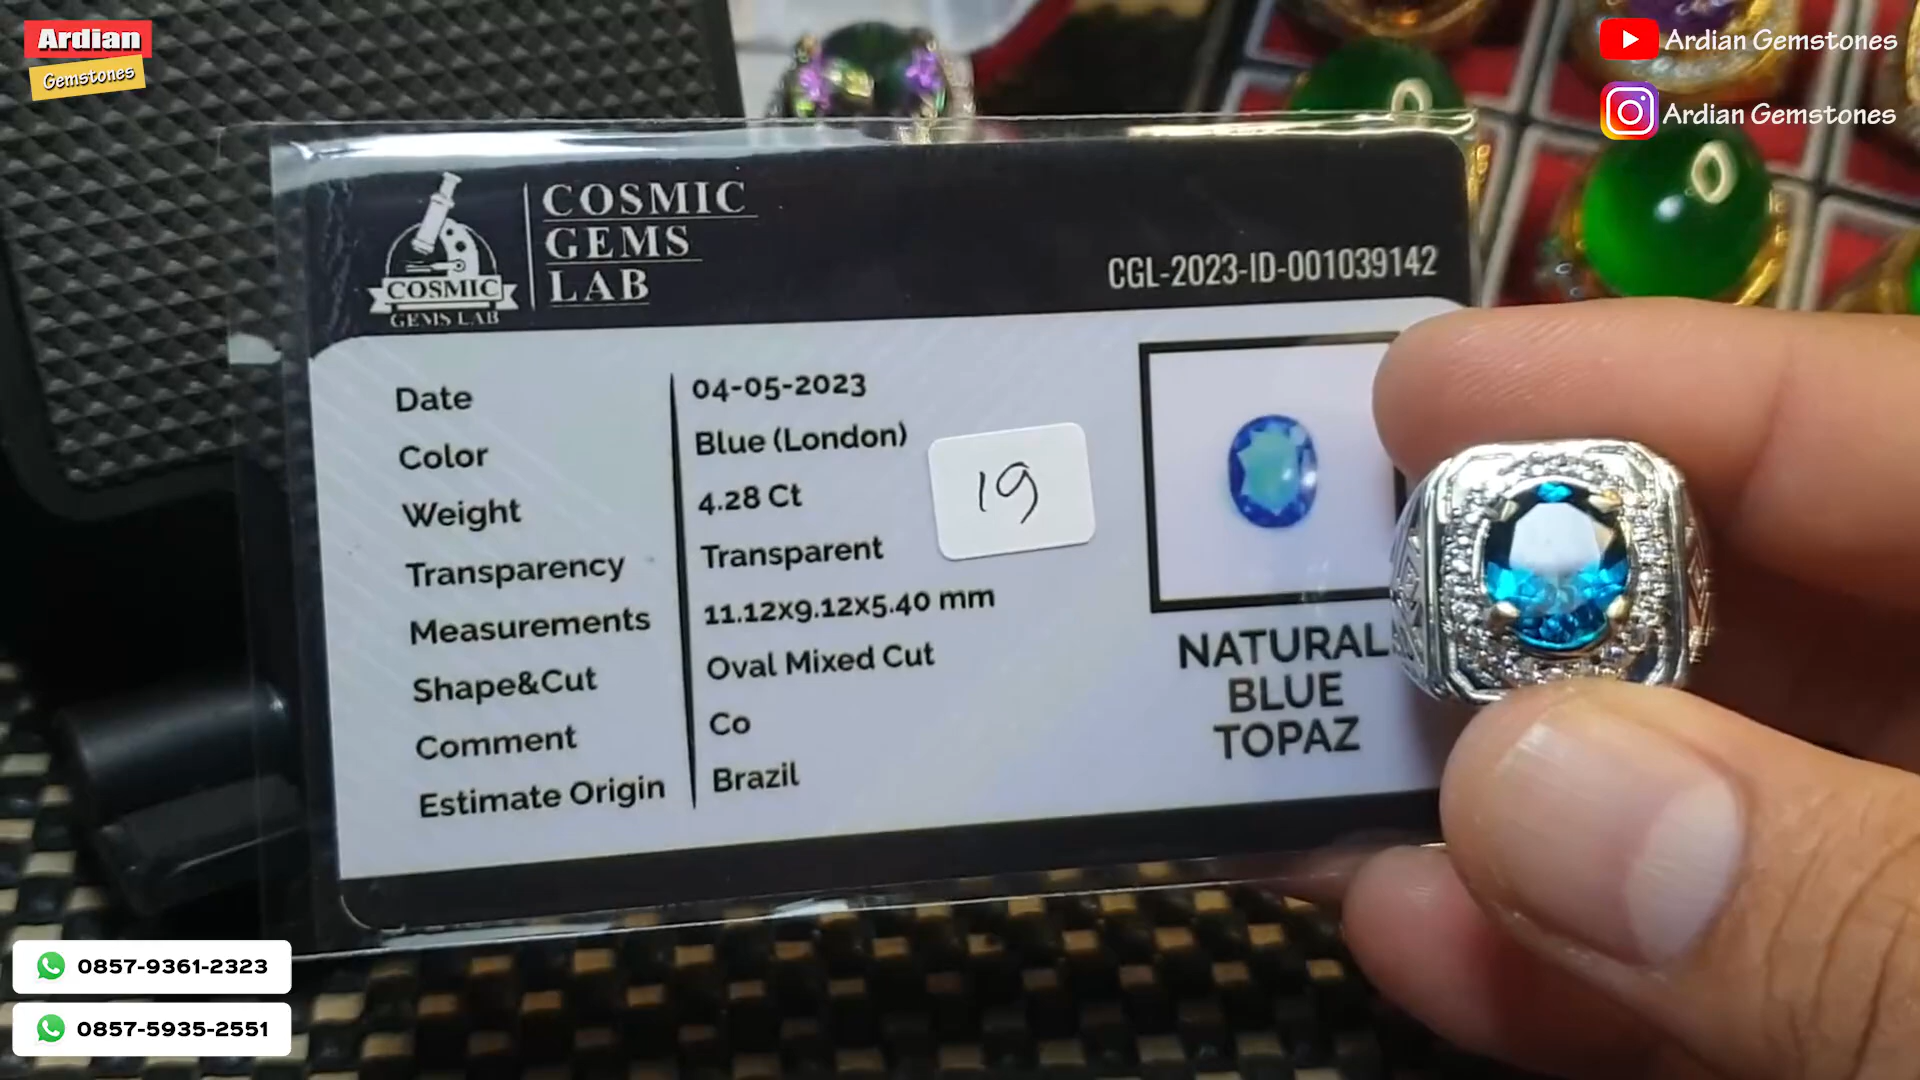 Ardian
Gemstones
Ardian Gemstones
Ardian Gemstones
COSMIC
GEMS LAB
COSMIC
GEMS
LAB
CGL-2023-ID-001039142
Date 04-05-2023
Color Blue (London)
Weight 4.28 Ct
Transparency Transparent
Measurements 11.12x9.12x5.40 mm
Shape&Cut Oval Mixed Cut
Comment Co
Estimate Origin Brazil
19
NATURAL
BLUE
TOPAZ
0857-9361-2323
0857-5935-2551